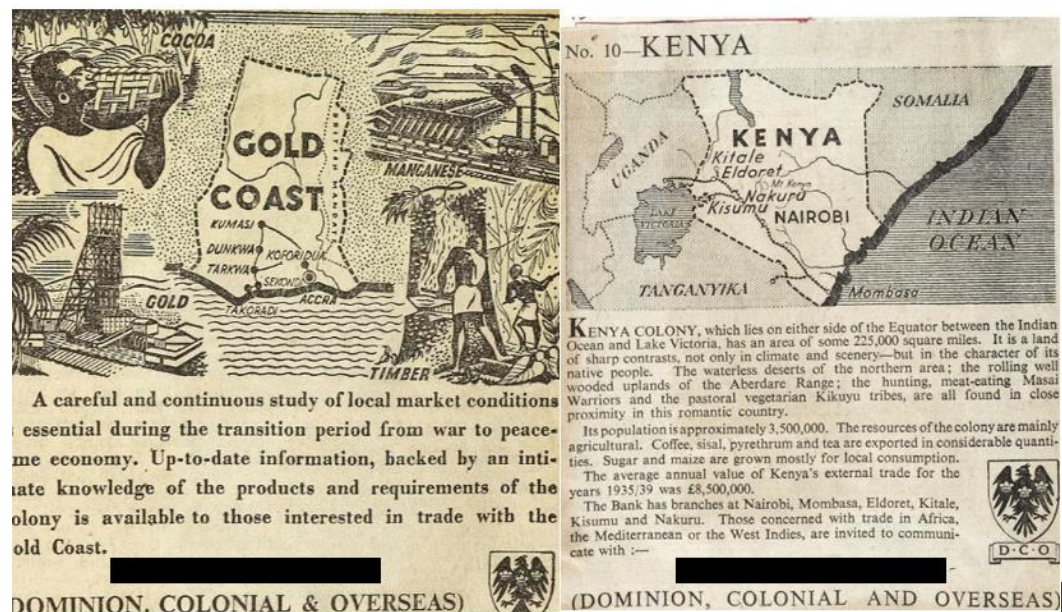 COCOA
GOLD
COAST
MANGANESE
KUMASI
DUNKWA
KOFORIDUA
TARKWA
SEKONDI
ACCRA
TAKORADI
GOLD
TIMBER
A careful and continuous study of local market conditions
essential during the transition period from war to peace-
me economy. Up-to-date information, backed by an inti-
ate knowledge of the products and requirements of the
olony is available to those interested in trade with the
old Coast.
DOMINION, COLONIAL & OVERSEAS)
No. 10—KENYA
SOMALIA
UGANDA
KENYA
Kitale
Eldoret
Mt. Kenya
Nakuru
Kisumu
NAIROBI
LAKE
VICTORIA
INDIAN
OCEAN
TANGANYIKA
Mombasa
KENYA COLONY, which lies on either side of the Equator between the Indian
Ocean and Lake Victoria, has an area of some 225,000 square miles. It is a land
of sharp contrasts, not only in climate and scenery—but in the character of its
native people. The waterless deserts of the northern area; the rolling well
wooded uplands of the Aberdare Range; the hunting, meat-eating Masai
Warriors and the pastoral vegetarian Kikuyu tribes, are all found in close
proximity in this romantic country.
Its population is approximately 3,500,000. The resources of the colony are mainly
agricultural. Coffee, sisal, pyrethrum and tea are exported in considerable quanti-
ties. Sugar and maize are grown mostly for local consumption.
The average annual value of Kenya's external trade for the
years 1935/39 was £8,500,000.
The Bank has branches at Nairobi, Mombasa, Eldoret, Kitale,
Kisumu and Nakuru. Those concerned with trade in Africa,
the Mediterranean or the West Indies, are invited to communi-
cate with :—
D·C·O
(DOMINION, COLONIAL AND OVERSEAS)